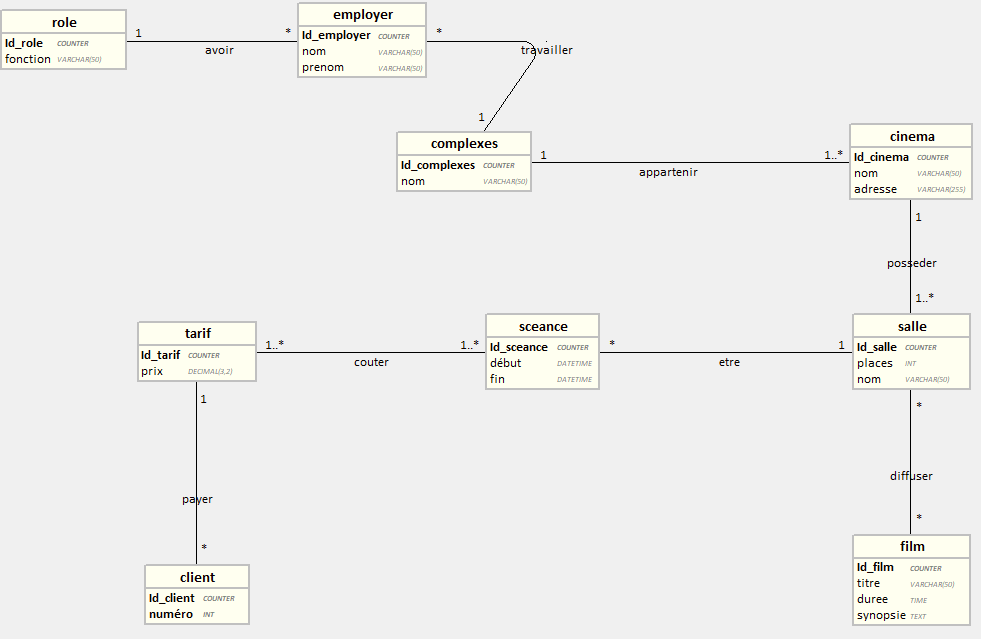 role
Id_role COUNTER
fonction VARCHAR(50)
1
*
avoir
employer
Id_employer COUNTER
nom VARCHAR(50)
prenom VARCHAR(50)
*
travailler
1
complexes
Id_complexes COUNTER
nom VARCHAR(50)
1
1..*
appartenir
cinema
Id_cinema COUNTER
nom VARCHAR(50)
adresse VARCHAR(255)
1
posseder
1..*
tarif
Id_tarif COUNTER
prix DECIMAL(3,2)
1..*
1..*
couter
sceance
Id_sceance COUNTER
début DATETIME
fin DATETIME
*
1
etre
salle
Id_salle COUNTER
places INT
nom VARCHAR(50)
1
payer
*
*
diffuser
*
client
Id_client COUNTER
numéro INT
film
Id_film COUNTER
titre VARCHAR(50)
duree TIME
synopsie TEXT